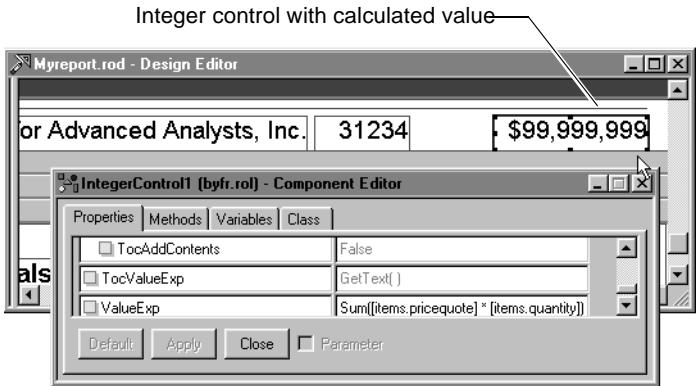 Integer control with calculated value
Myreport.rod - Design Editor
or Advanced Analysts, Inc. 31234 $99,999,999
IntegerControl1 (byfr.rol) - Component Editor
Properties Methods Variables Class
TocAddContents False
TocValueExp GetText( )
ValueExp Sum([items.pricequote] * [items.quantity])
als
Default Apply Close Parameter